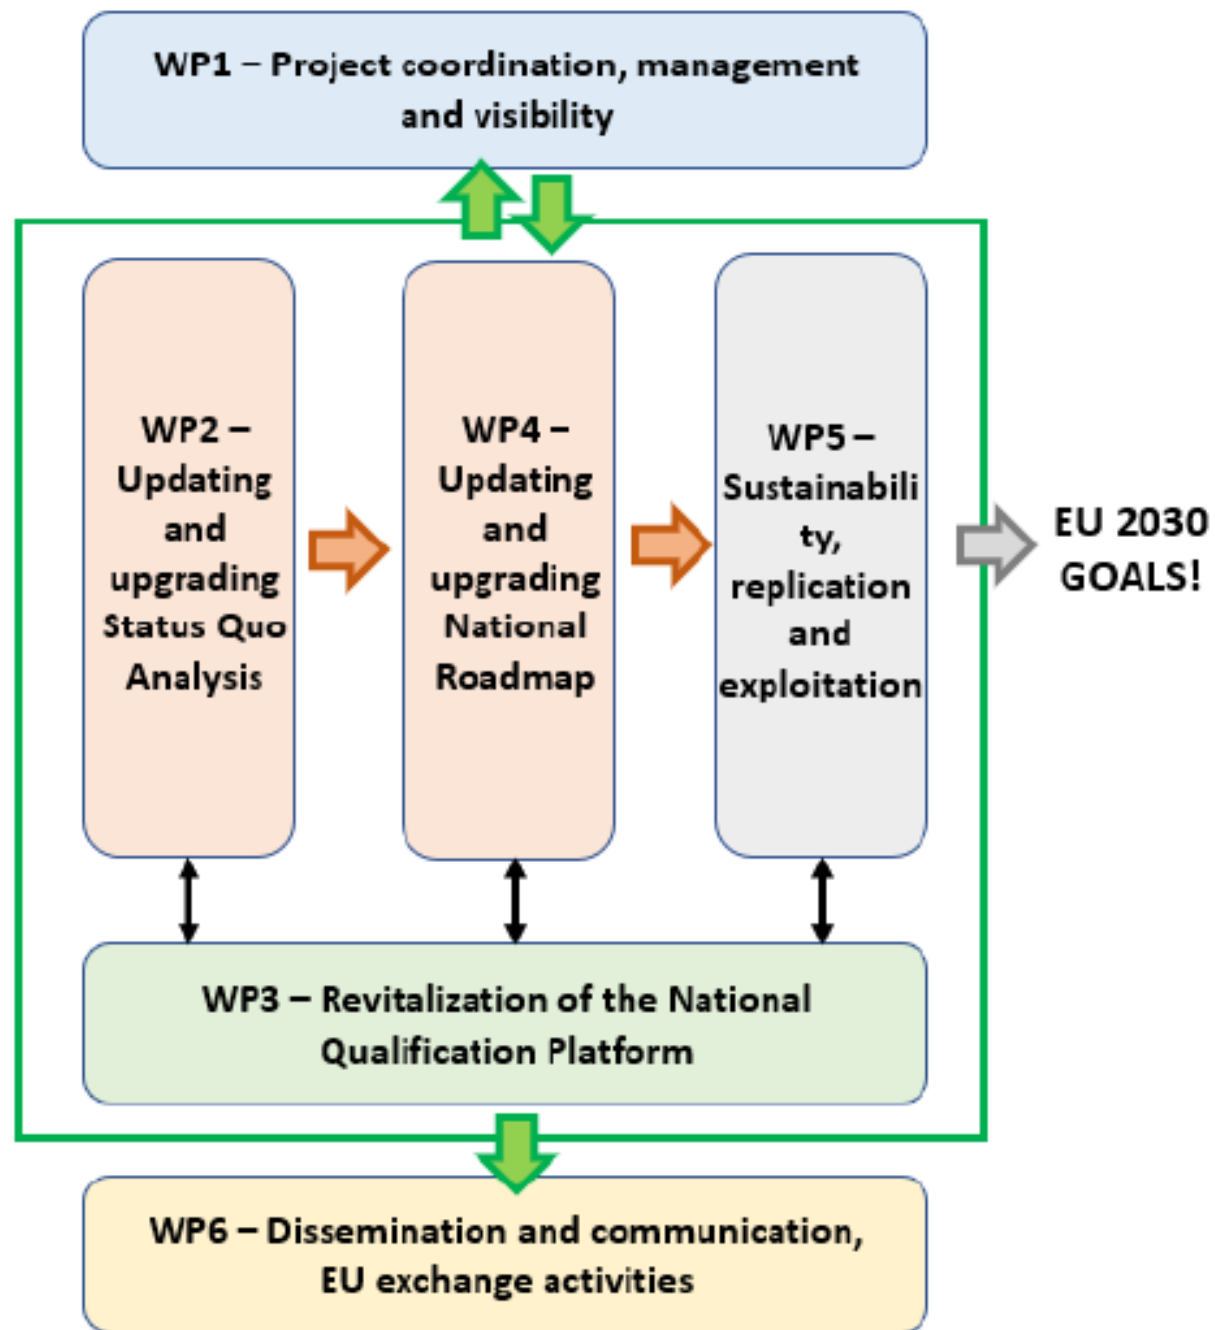 WP1 – Project coordination, management
and visibility
WP2 –
Updating
and
upgrading
Status Quo
Analysis
WP4 –
Updating
and
upgrading
National
Roadmap
WP5 –
Sustainabili
ty,
replication
and
exploitation
EU 2030
GOALS!
WP3 – Revitalization of the National
Qualification Platform
WP6 – Dissemination and communication,
EU exchange activities